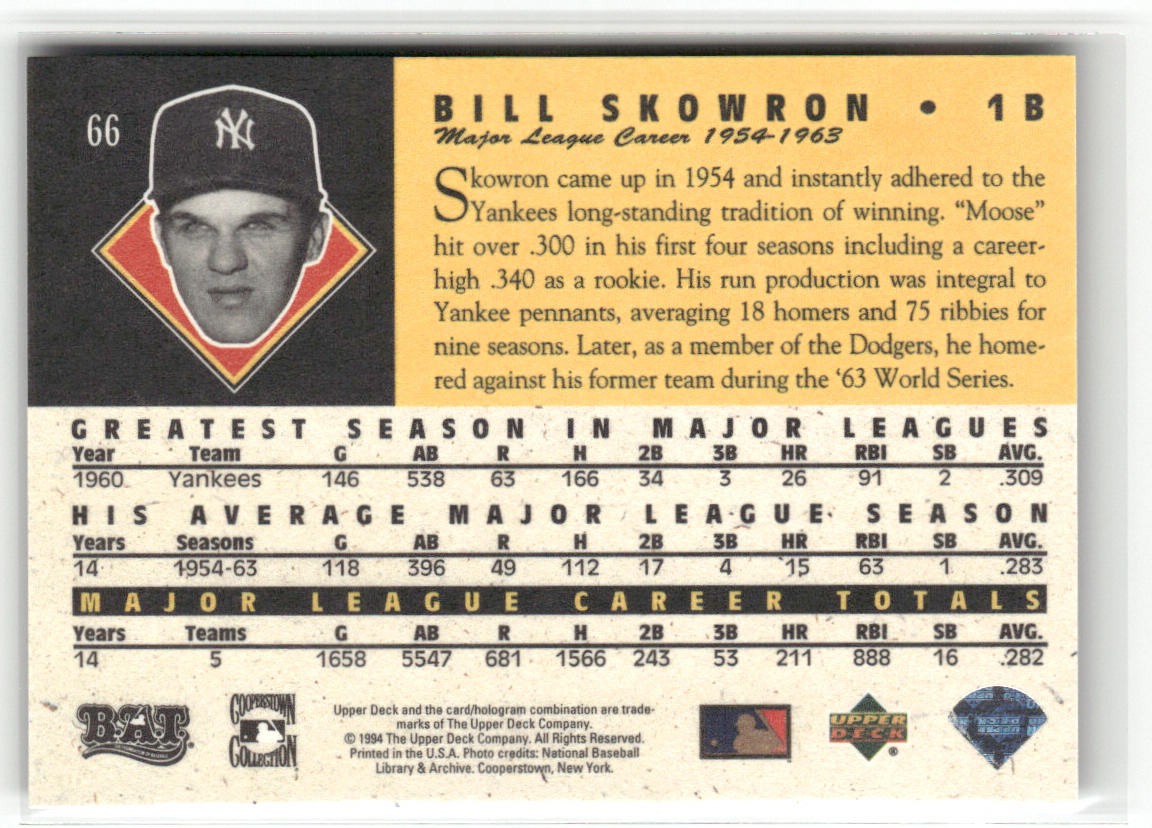 66
BILL SKOWRON • 1B
Major League Career 1954-1963
Skowron came up in 1954 and instantly adhered to the
Yankees long-standing tradition of winning. “Moose”
hit over .300 in his first four seasons including a career-
high .340 as a rookie. His run production was integral to
Yankee pennants, averaging 18 homers and 75 ribbies for
nine seasons. Later, as a member of the Dodgers, he home-
red against his former team during the ‘63 World Series.
GREATEST SEASON IN MAJOR LEAGUES
Year Team G AB R H 2B 3B HR RBI SB AVG.
1960 Yankees 146 538 63 166 34 3 26 91 2 .309
HIS AVERAGE MAJOR LEAGUE SEASON
Years Seasons G AB R H 2B 3B HR RBI SB AVG.
14 1954-63 118 396 49 112 17 4 15 63 1 .283
MAJOR LEAGUE CAREER TOTALS
Years Teams G AB R H 2B 3B HR RBI SB AVG.
14 5 1658 5547 681 1566 243 53 211 888 16 .282
BAT
COOPERSTOWN
COLLECTION
Upper Deck and the card/hologram combination are trade-
marks of The Upper Deck Company.
© 1994 The Upper Deck Company. All Rights Reserved.
Printed in the U.S.A. Photo credits: National Baseball
Library & Archive. Cooperstown, New York.
UPPER
DECK
®